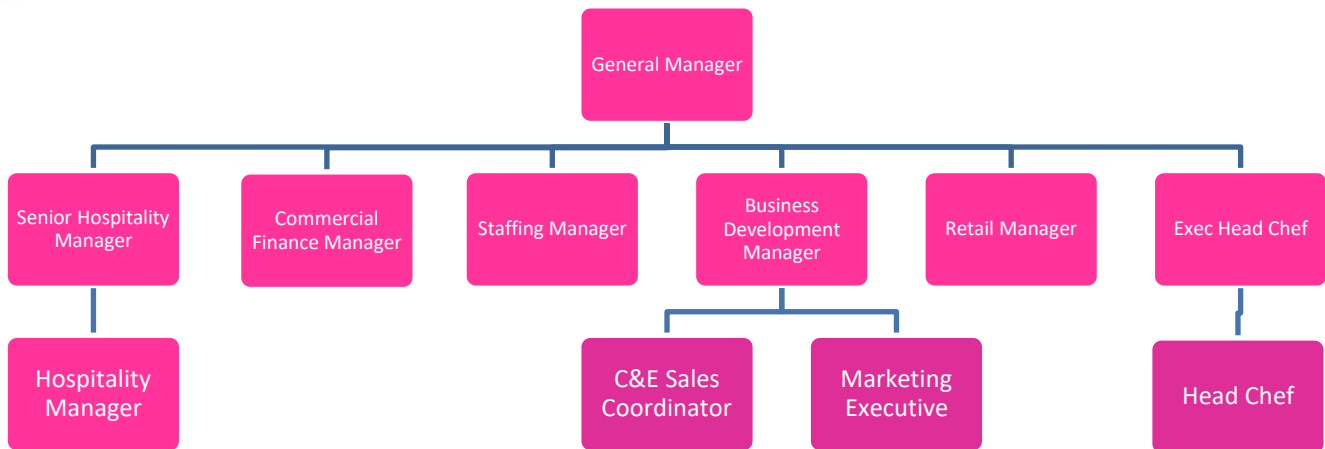 General Manager
Senior Hospitality
Manager
Commercial
Finance Manager
Staffing Manager
Business
Development
Manager
Retail Manager
Exec Head Chef
Hospitality
Manager
C&E Sales
Coordinator
Marketing
Executive
Head Chef